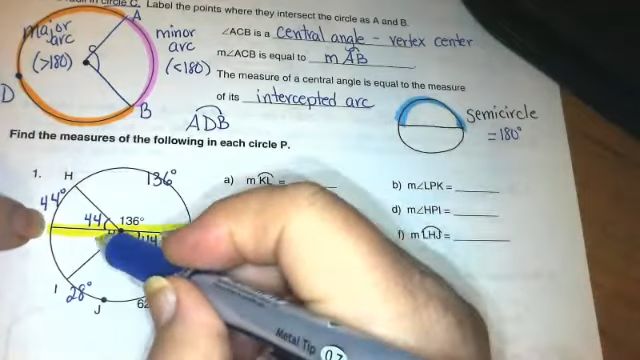 in circle C. Label the points where they intersect the circle as A and B.
major arc (>180)
A
C
B
D
minor arc (<180)
∠ACB is a central angle - vertex center
m∠ACB is equal to m AB
The measure of a central angle is equal to the measure
of its intercepted arc
ADB
semicircle = 180°
Find the measures of the following in each circle P.
1.
H
136°
44°
44
136°
44
I
28°
J
62
a) m KL =
b) m∠LPK =
d) m∠HPI =
f) m LHJ =
Metal Tip
0.7